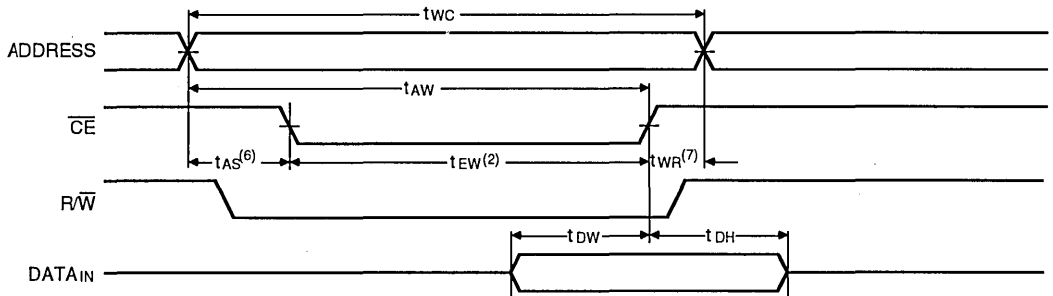 tWC
ADDRESS
tAW
CE
tAS(6) tEW(2) tWR(7)
R/W
tDW tDH
DATAIN